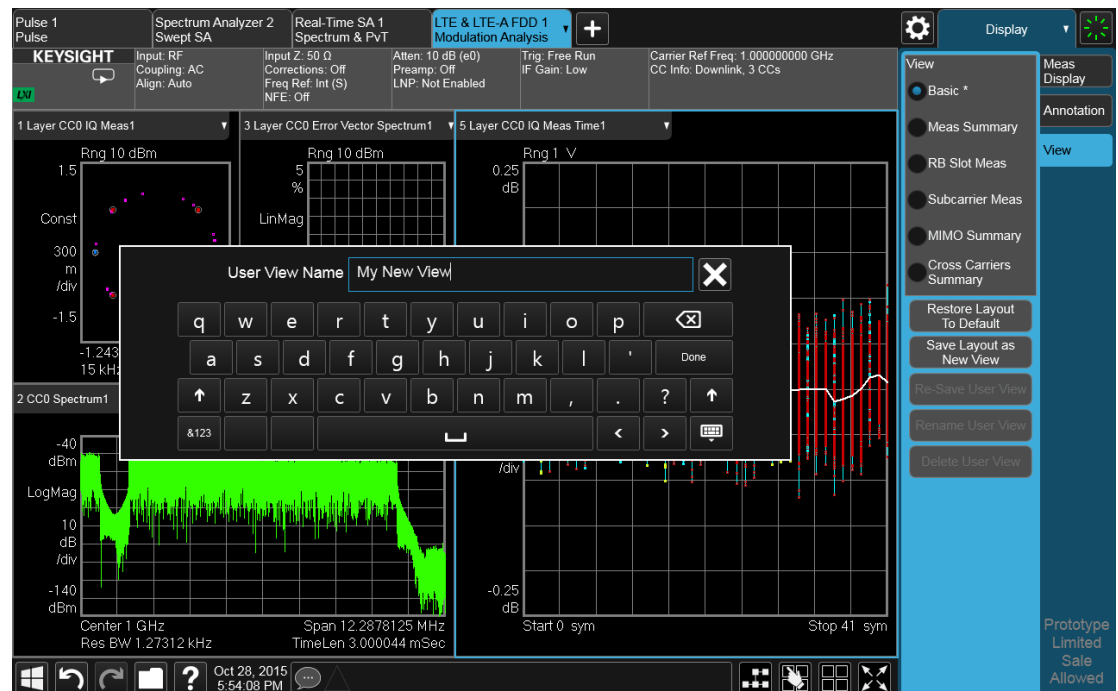 Pulse 1
Pulse
Spectrum Analyzer 2
Swept SA
Real-Time SA 1
Spectrum & PvT
LTE & LTE-A FDD 1
Modulation Analysis
Display
KEYSIGHT
LXI
Input: RF
Coupling: AC
Align: Auto
Input Z: 50 Ω
Corrections: Off
Freq Ref: Int (S)
NFE: Off
Atten: 10 dB (e0)
Preamp: Off
LNP: Not Enabled
Trig: Free Run
IF Gain: Low
Carrier Ref Freq: 1.000000000 GHz
CC Info: Downlink, 3 CCs
1 Layer CC0 IQ Meas1
Rng 10 dBm
1.5
Const
300
m
/div
-1.5
-1.243
15 kHz
3 Layer CC0 Error Vector Spectrum1
Rng 10 dBm
5
%
LinMag
5 Layer CC0 IQ Meas Time1
Rng 1 V
0.25
dB
/div
-0.25
dB
Start 0 sym
Stop 41 sym
User View Name
My New View
q w e r t y u i o p
a s d f g h j k l ' Done
z x c v b n m , . ?
&123 < >
2 CC0 Spectrum1
-40
dBm
LogMag
10
dB
/div
-140
dBm
Center 1 GHz
Span 12.2878125 MHz
Res BW 1.27312 kHz
TimeLen 3.000044 mSec
View
Basic *
Meas Summary
RB Slot Meas
Subcarrier Meas
MIMO Summary
Cross Carriers
Summary
Restore Layout
To Default
Save Layout as
New View
Re-Save User View
Rename User View
Delete User View
Meas
Display
Annotation
View
Prototype
Limited
Sale
Allowed
?
Oct 28, 2015
5:54:08 PM